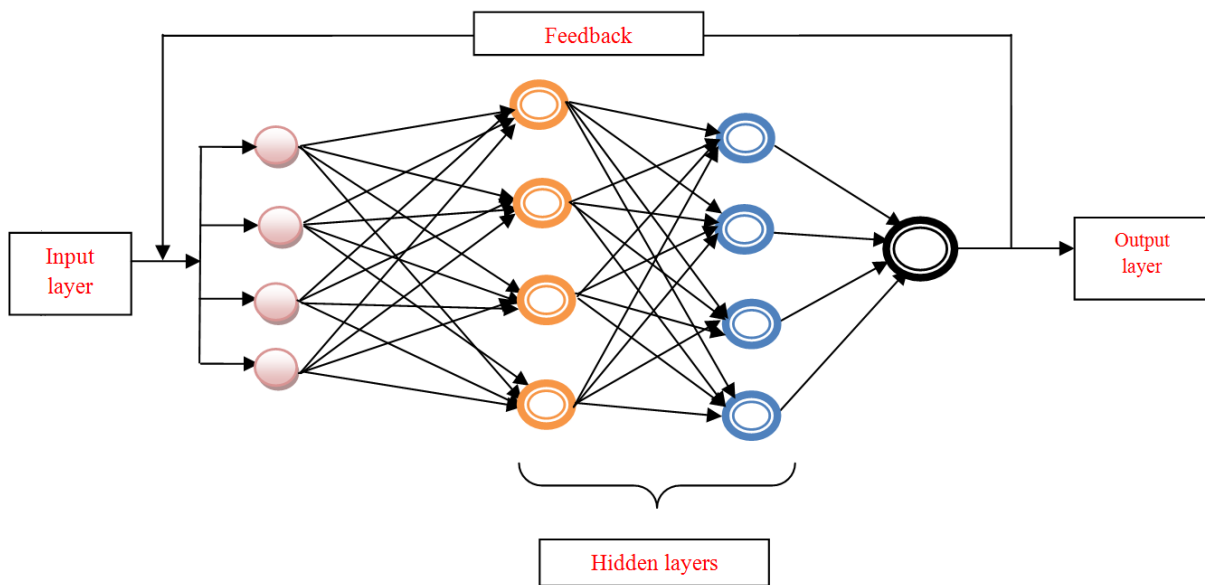 Feedback
Input
layer
Output
layer
Hidden layers